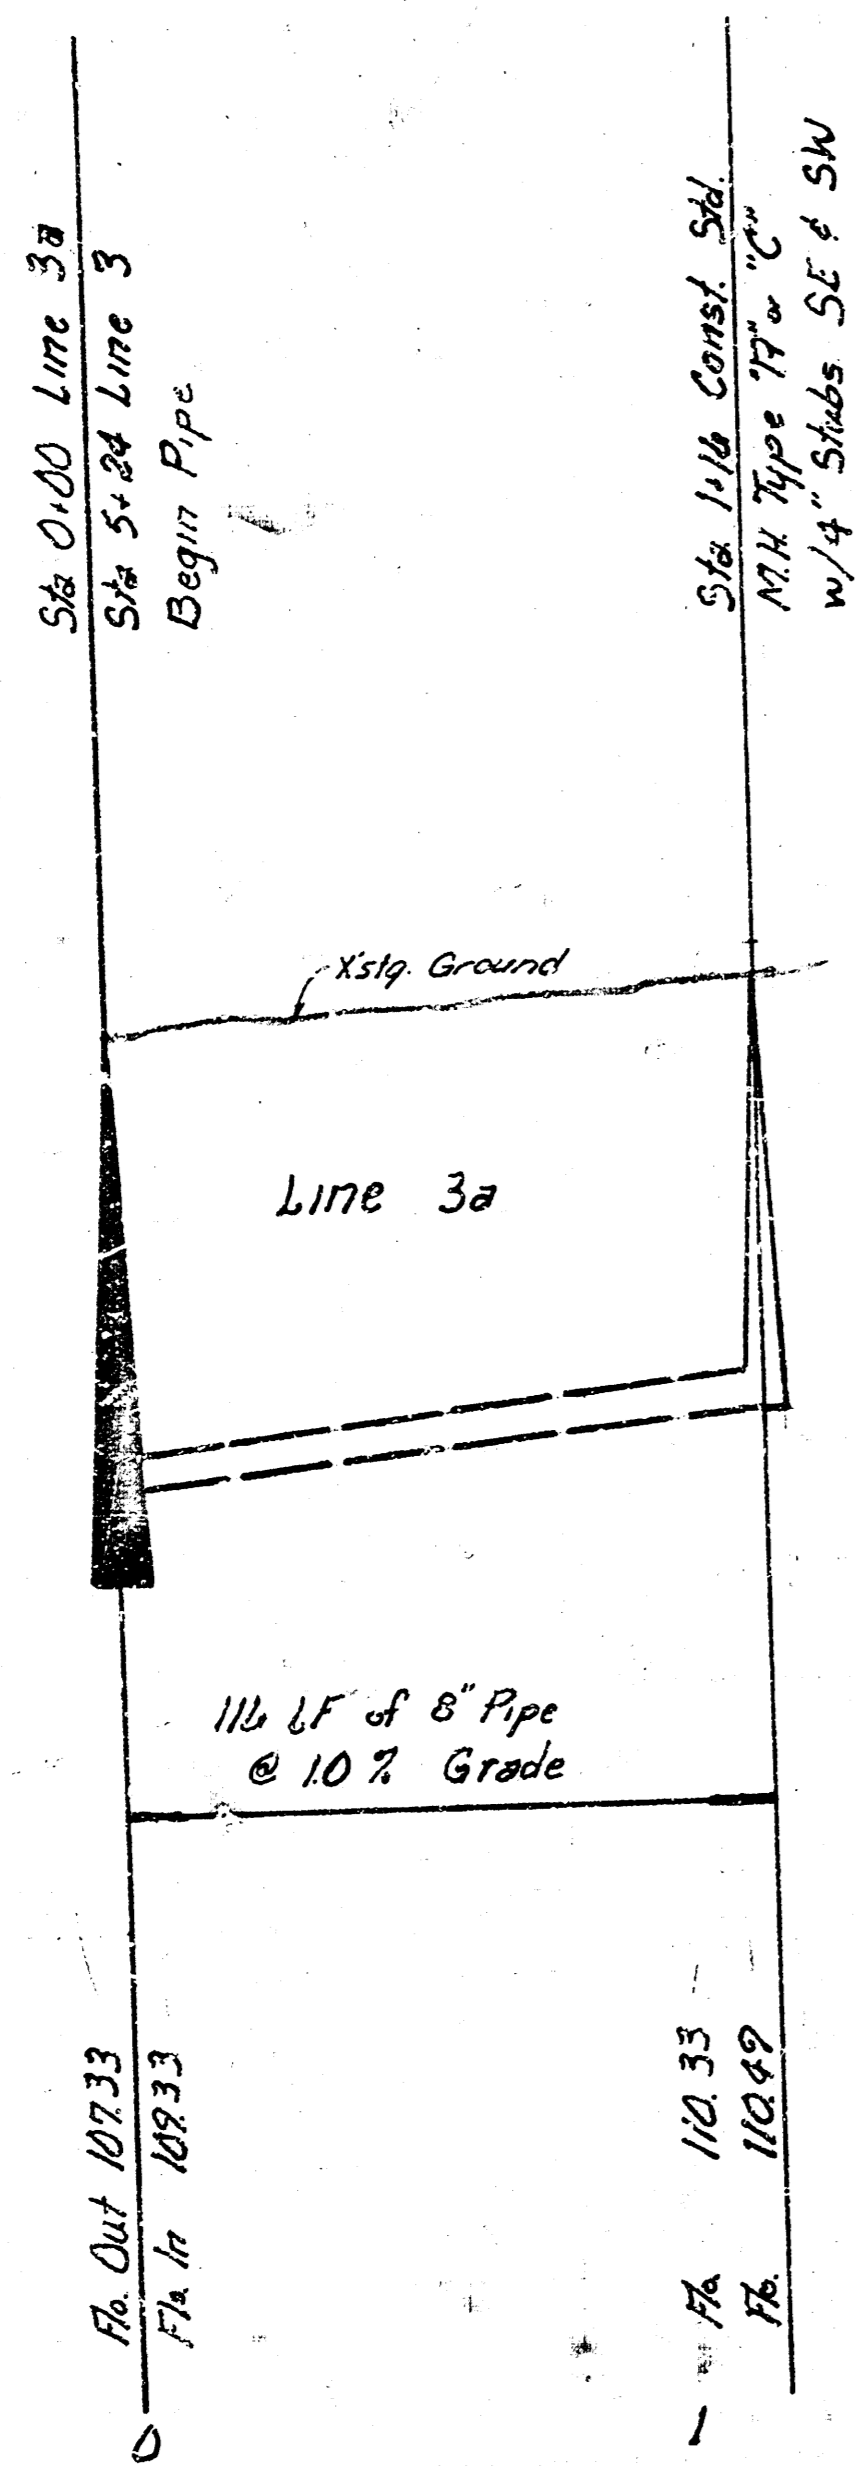 Sta 0+00 Line 3a
Sta 5+24 Line 3
Begin Pipe
Sta 1+16 Const. Std.
M.H. Type "A" or "C"
w/4" Stubs SE & SW
Xstg. Ground
Line 3a
116 LF of 8" Pipe
@ 1.0% Grade
Flo. Out 107.33
Flo. In 109.33
Flo. 110.33
Flo. 110.49
0
1